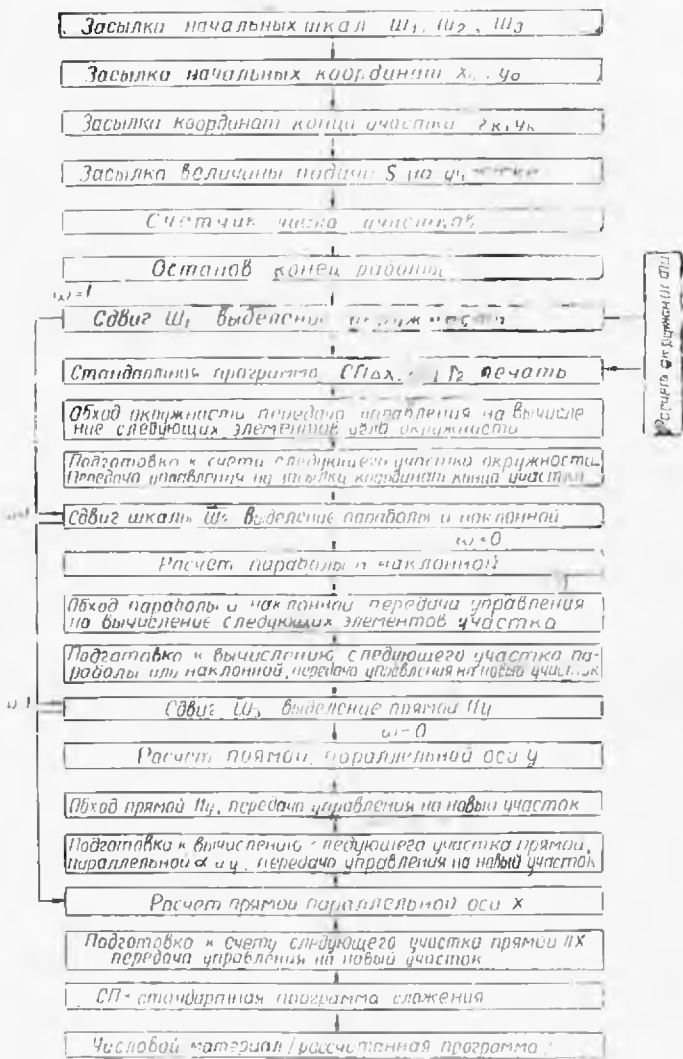 Засылка начальных шкал Ш₁, Ш₂, Ш₃
Засылка начальных координат x₀, y₀
Засылка координат конца участка xк, yк
Засылка величины подачи S на
Счетчик числа участков
Останов конец работы
Сдвиг Ш₁ выделение окружности
Расчет окружности
Стандартная программа СПΔx, печать
Обход окружности передача управления на вычисле
ние следующих элементов окружности
Подготовка к счету следующего участка окружности.
Передача управления на засылку координат конца участка
Сдвиг шкалы Ш₂ выделение параболы и наклонной
ω=0
Расчет параболы и наклонной
Обход параболы и наклонной передача управления
на вычисление следующих элементов участка
Подготовка к вычислению следующего участка па-
раболы или наклонной, передача управления на новый участок
Сдвиг Ш₃ выделение прямой IIy
ω=0
Расчет прямой, параллельной оси y
Обход прямой IIy, передача управления на новый участок
Подготовка к вычислению следующего участка прямой,
параллельной y, передача управления на новый участок
Расчет прямой параллельной оси x
Подготовка к счету следующего участка прямой IIX
передача управления на новый участок
СП-стандартная программа сложения
Числовой материал/рассчитанная программа/